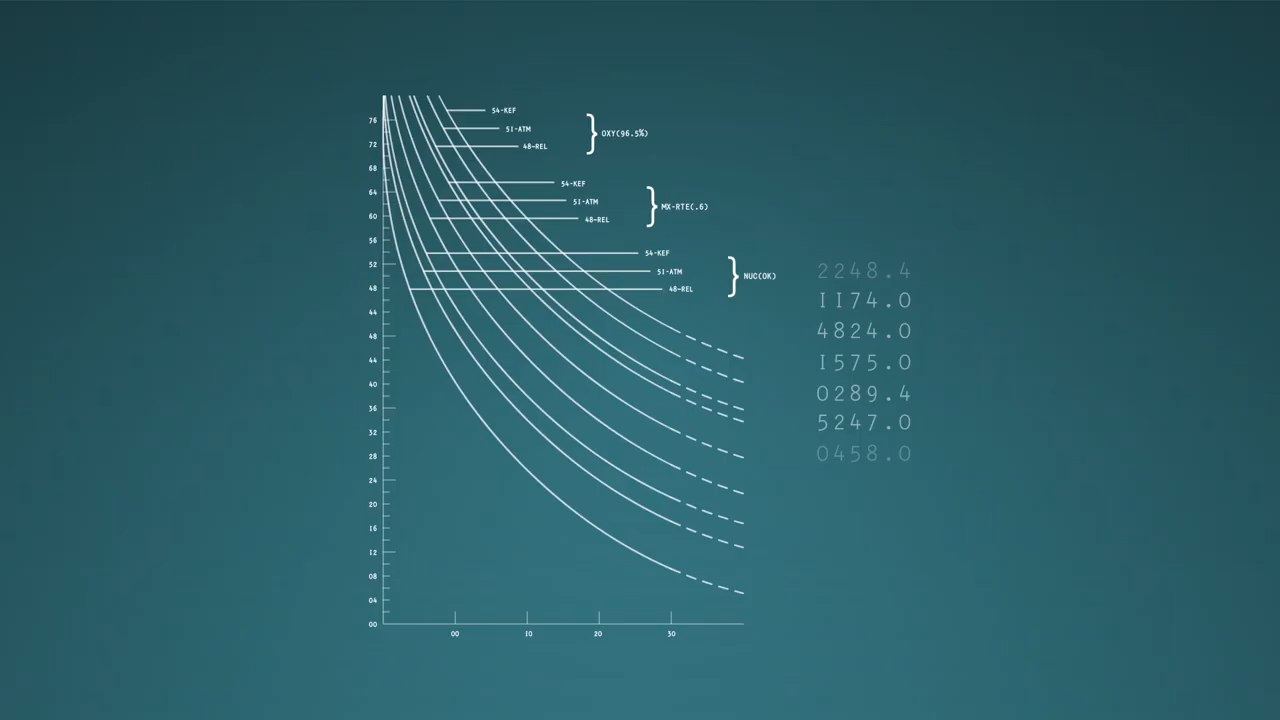 54-KEF
51-ATM
48-REL
OXY(96.5%)
54-KEF
51-ATM
48-REL
MX-RTE(.6)
54-KEF
51-ATM
48-REL
NUC(OK)
76
72
68
64
60
56
52
48
44
48
44
40
36
32
28
24
20
16
12
08
04
00
00
10
20
30
2248.4
1174.0
4824.0
1575.0
0289.4
5247.0
0458.0